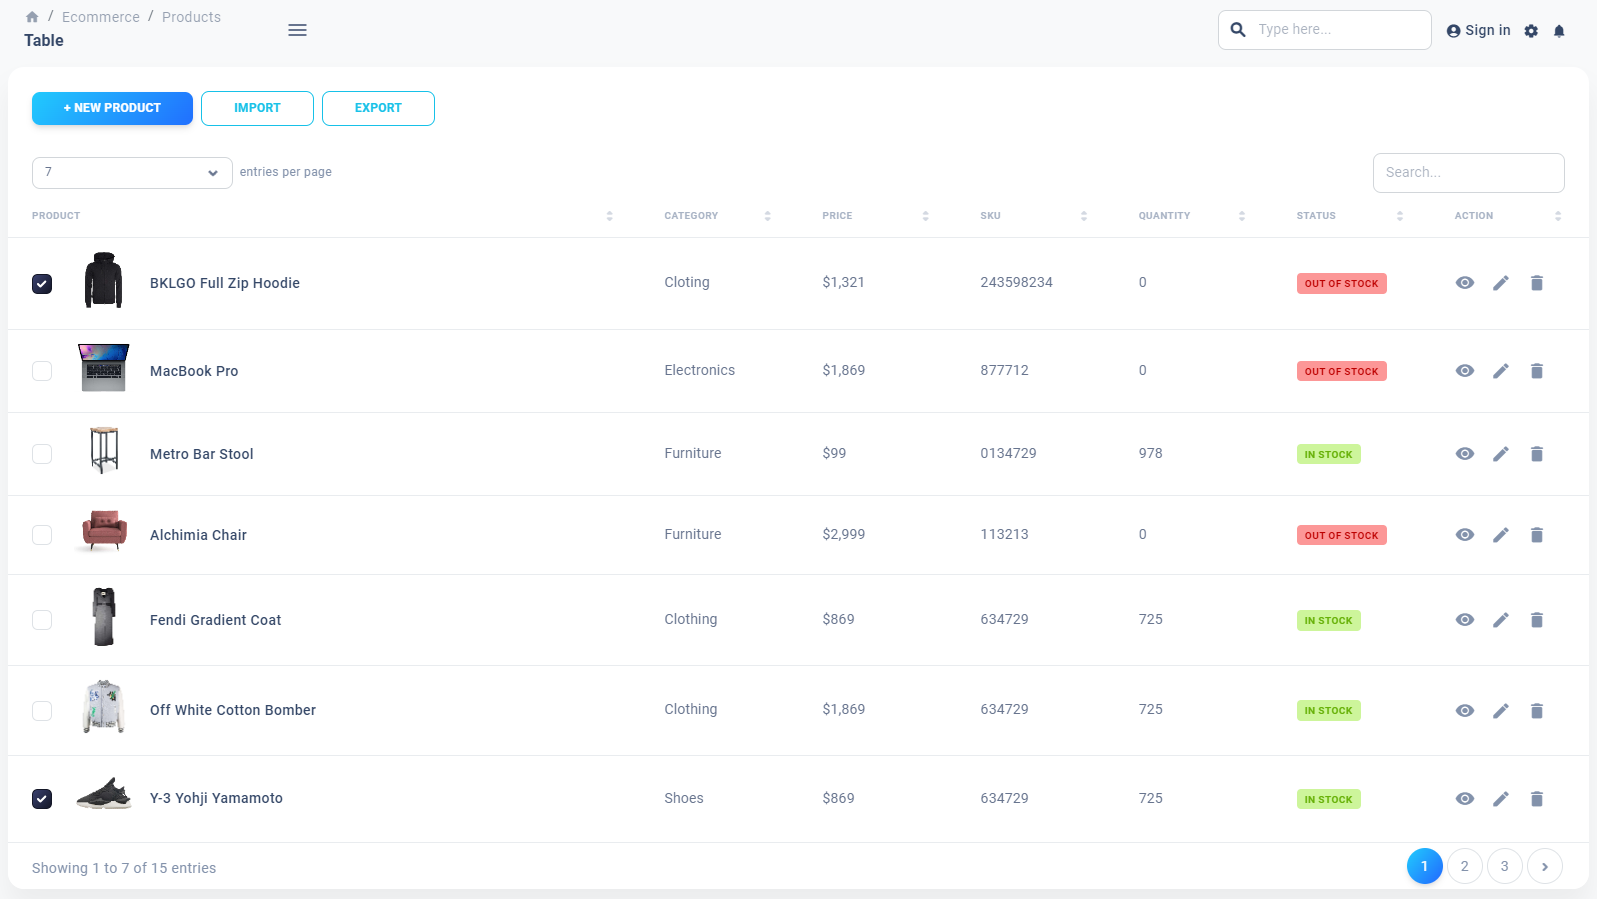 / Ecommerce / Products
Table
Type here...
Sign in
+ NEW PRODUCT
IMPORT
EXPORT
7
entries per page
Search...
PRODUCT CATEGORY PRICE SKU QUANTITY STATUS ACTION
BKLGO Full Zip Hoodie Cloting $1,321 243598234 0 OUT OF STOCK
MacBook Pro Electronics $1,869 877712 0 OUT OF STOCK
Metro Bar Stool Furniture $99 0134729 978 IN STOCK
Alchimia Chair Furniture $2,999 113213 0 OUT OF STOCK
Fendi Gradient Coat Clothing $869 634729 725 IN STOCK
Off White Cotton Bomber Clothing $1,869 634729 725 IN STOCK
Y-3 Yohji Yamamoto Shoes $869 634729 725 IN STOCK
Showing 1 to 7 of 15 entries
1 2 3